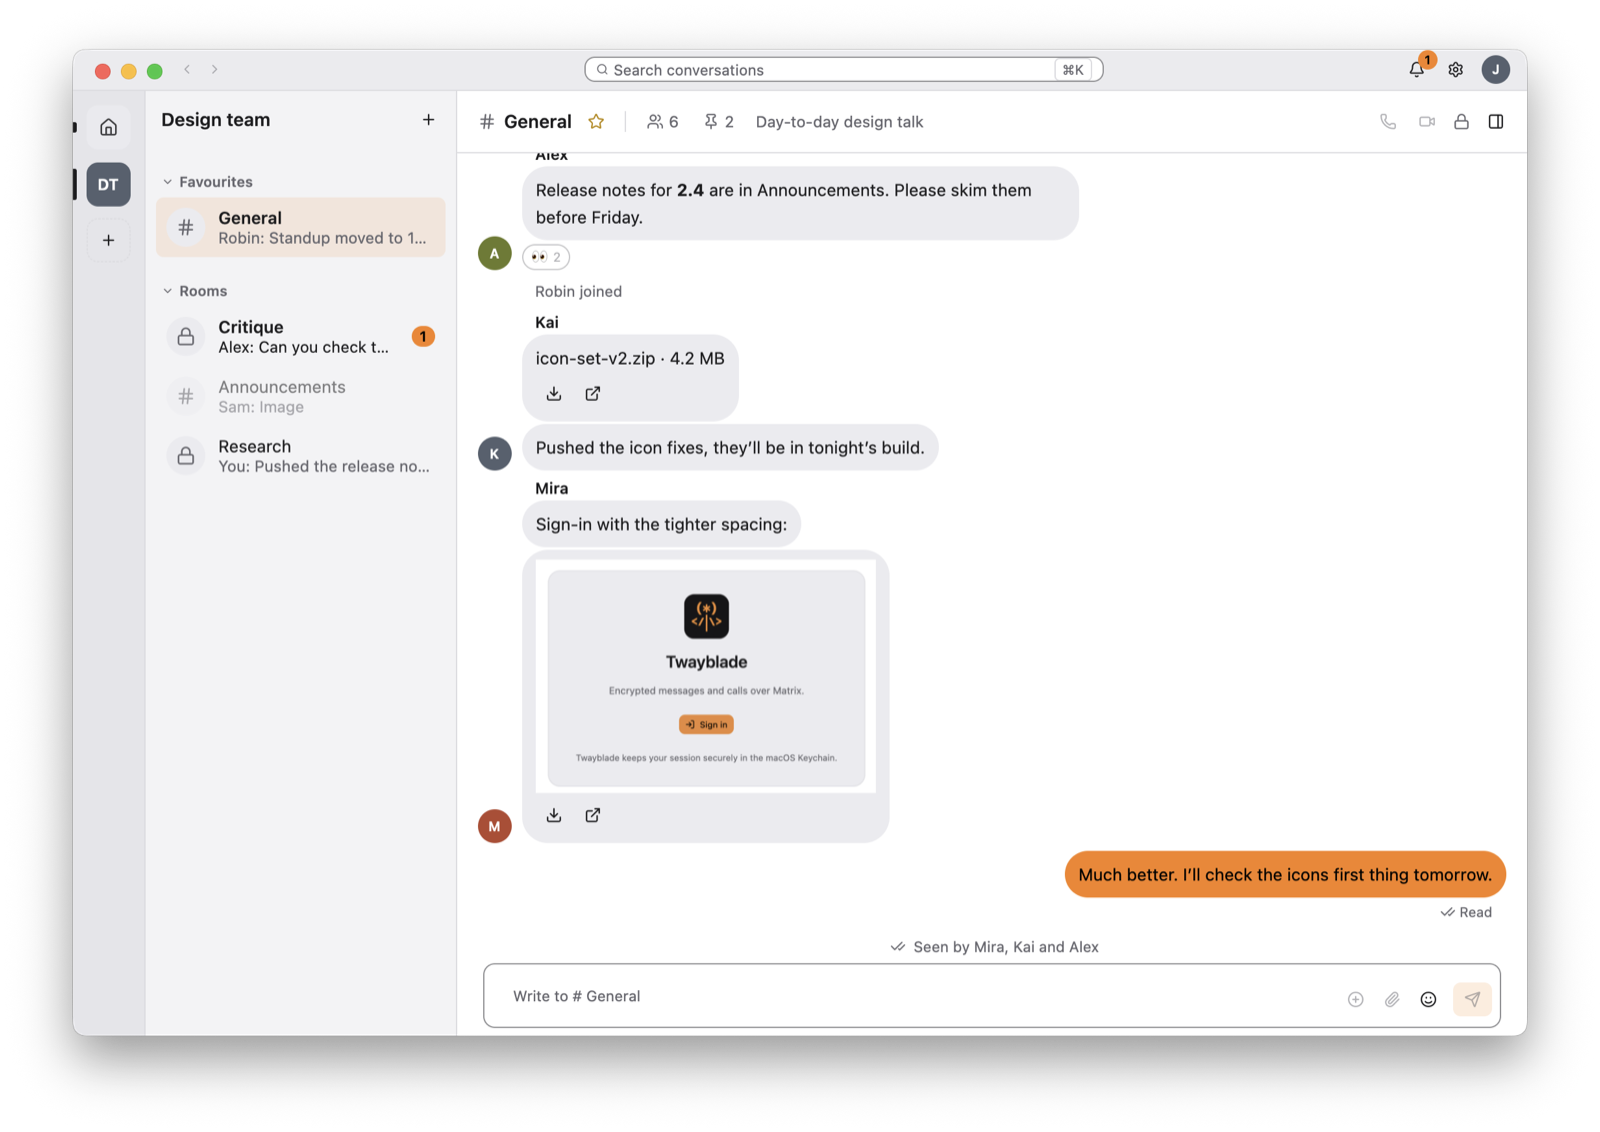 Search conversations
⌘K
1
J
Design team
General
6
2
Day-to-day design talk
DT
Favourites
General
Robin: Standup moved to 1...
Rooms
Critique
Alex: Can you check t...
1
Announcements
Sam: Image
Research
You: Pushed the release no...
Alex
Release notes for 2.4 are in Announcements. Please skim them
before Friday.
A
👀 2
Robin joined
Kai
icon-set-v2.zip · 4.2 MB
Pushed the icon fixes, they’ll be in tonight’s build.
K
Mira
Sign-in with the tighter spacing:
(*)
</|\>
Twayblade
Encrypted messages and calls over Matrix.
Sign in
Twayblade keeps your session securely in the macOS Keychain.
M
Much better. I’ll check the icons first thing tomorrow.
Read
Seen by Mira, Kai and Alex
Write to # General